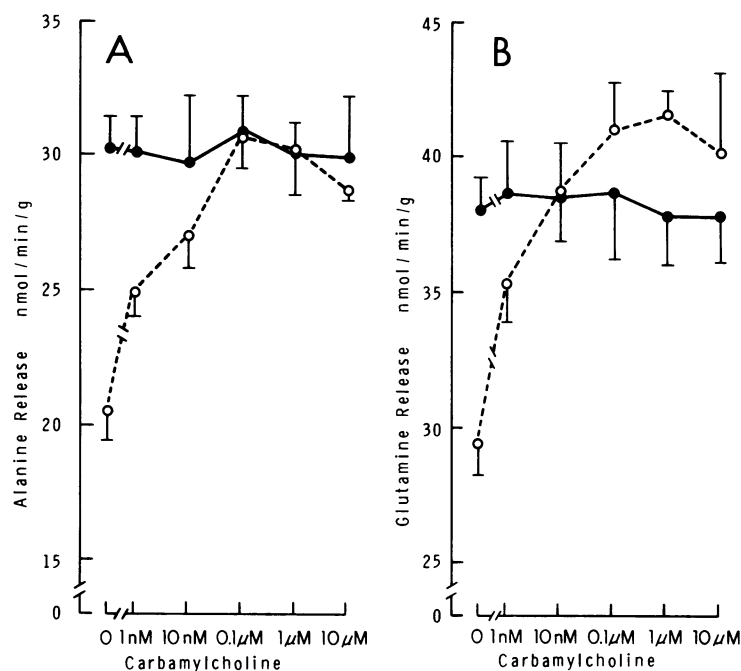 A
35
30
25
20
15
0
Alanine Release nmol/min/g
0 1nM 10nM 0.1µM 1µM 10µM
Carbamylcholine
B
45
40
35
30
25
0
Glutamine Release nmol/min/g
0 1nM 10nM 0.1µM 1µM 10µM
Carbamylcholine